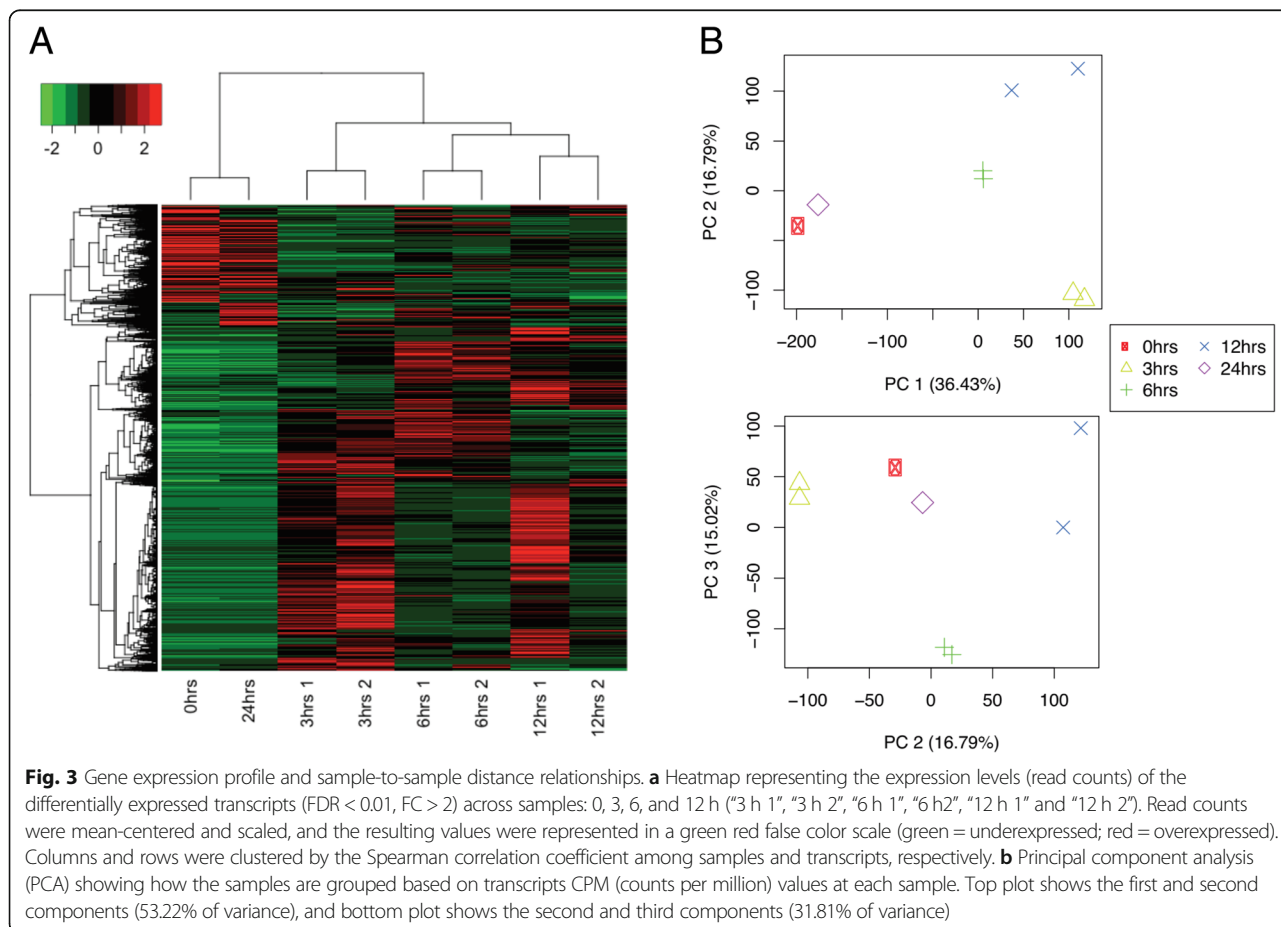 A
-2 0 2
0hrs
24hrs
3hrs 1
3hrs 2
6hrs 1
6hrs 2
12hrs 1
12hrs 2
B
PC 2 (16.79%)
100
50
0
-100
-200 -100 0 50 100
PC 1 (36.43%)
0hrs
3hrs
6hrs
12hrs
24hrs
PC 3 (15.02%)
100
50
0
-50
-100
-100 -50 0 50 100
PC 2 (16.79%)
Fig. 3 Gene expression profile and sample-to-sample distance relationships. a Heatmap representing the expression levels (read counts) of the
differentially expressed transcripts (FDR < 0.01, FC > 2) across samples: 0, 3, 6, and 12 h (“3 h 1”, “3 h 2”, “6 h 1”, “6 h2”, “12 h 1” and “12 h 2”). Read counts
were mean-centered and scaled, and the resulting values were represented in a green red false color scale (green = underexpressed; red = overexpressed).
Columns and rows were clustered by the Spearman correlation coefficient among samples and transcripts, respectively. b Principal component analysis
(PCA) showing how the samples are grouped based on transcripts CPM (counts per million) values at each sample. Top plot shows the first and second
components (53.22% of variance), and bottom plot shows the second and third components (31.81% of variance)